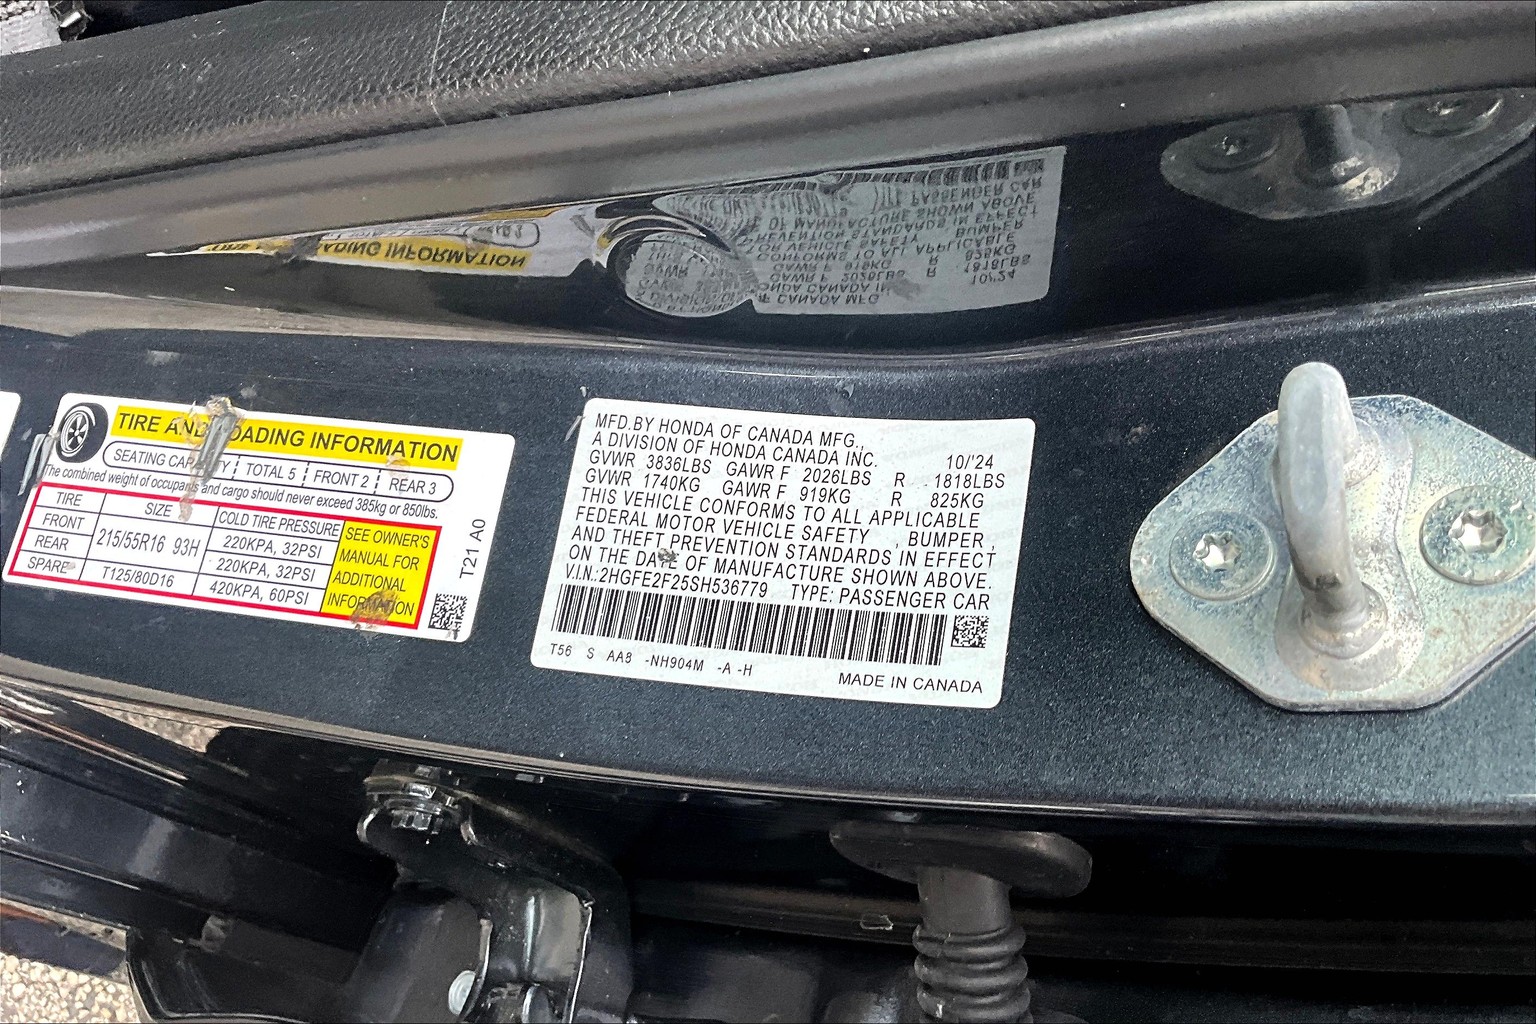 TIRE AND LOADING INFORMATION
SEATING CAPACITY TOTAL 5 FRONT 2 REAR 3
The combined weight of occupants and cargo should never exceed 385kg or 850lbs.
TIRE SIZE COLD TIRE PRESSURE
FRONT 215/55R16 93H 220KPA, 32PSI
REAR 220KPA, 32PSI
SPARE T125/80D16 420KPA, 60PSI
SEE OWNER'S
MANUAL FOR
ADDITIONAL
INFORMATION
T21 A0
MFD.BY HONDA OF CANADA MFG.,
A DIVISION OF HONDA CANADA INC. 10/'24
GVWR 3836LBS GAWR F 2026LBS R 1818LBS
GVWR 1740KG GAWR F 919KG R 825KG
THIS VEHICLE CONFORMS TO ALL APPLICABLE
FEDERAL MOTOR VEHICLE SAFETY , BUMPER
AND THEFT PREVENTION STANDARDS IN EFFECT
ON THE DATE OF MANUFACTURE SHOWN ABOVE.
V.I.N.:2HGFE2F25SH536779 TYPE: PASSENGER CAR
T56 S AA8 -NH904M -A -H
MADE IN CANADA